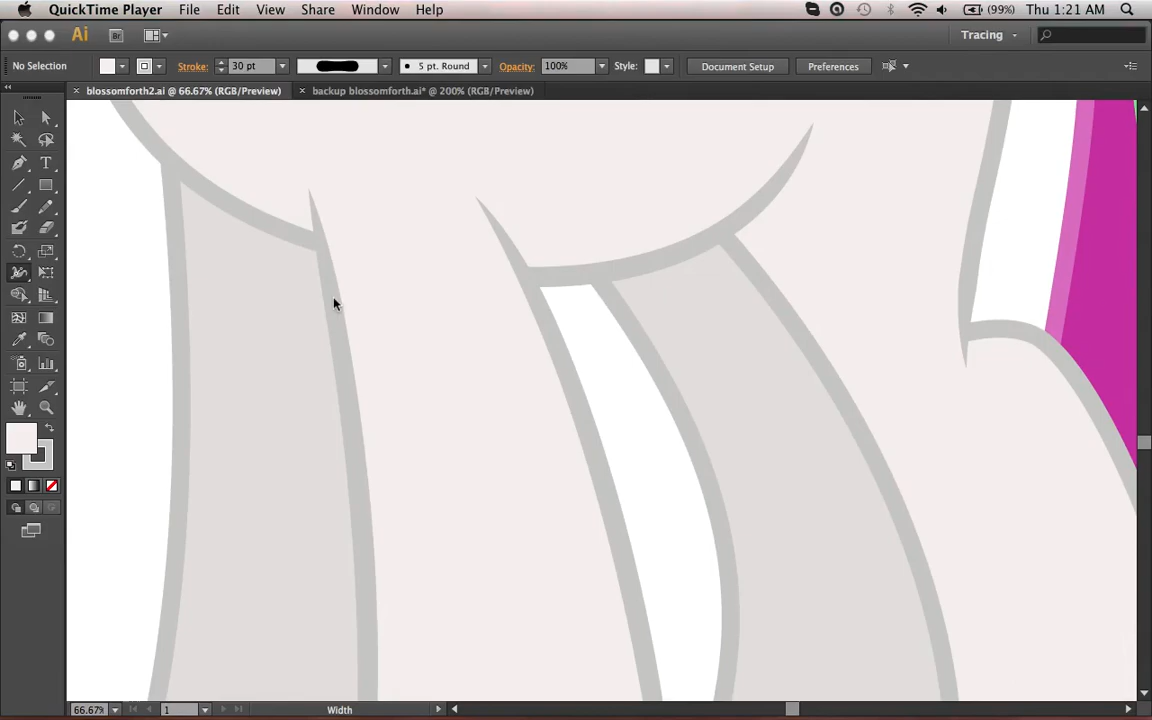 QuickTime Player File Edit View Share Window Help (99%) Thu 1:21 AM
Ai Br Tracing
No Selection Stroke: 30 pt 5 pt. Round Opacity: 100% Style: Document Setup Preferences
× blossomforth2.ai @ 66.67% (RGB/Preview) × backup blossomforth.ai* @ 200% (RGB/Preview)
T
66.67% 1 Width